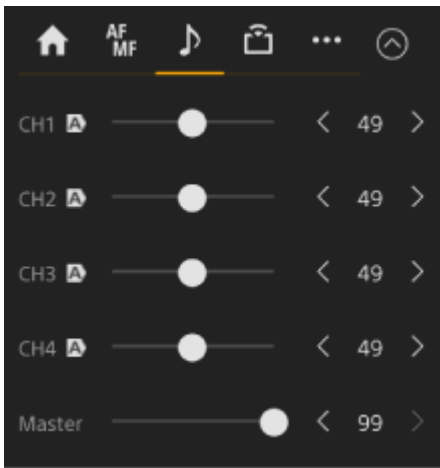 AF
MF
CH1 A 49
CH2 A 49
CH3 A 49
CH4 A 49
Master 99